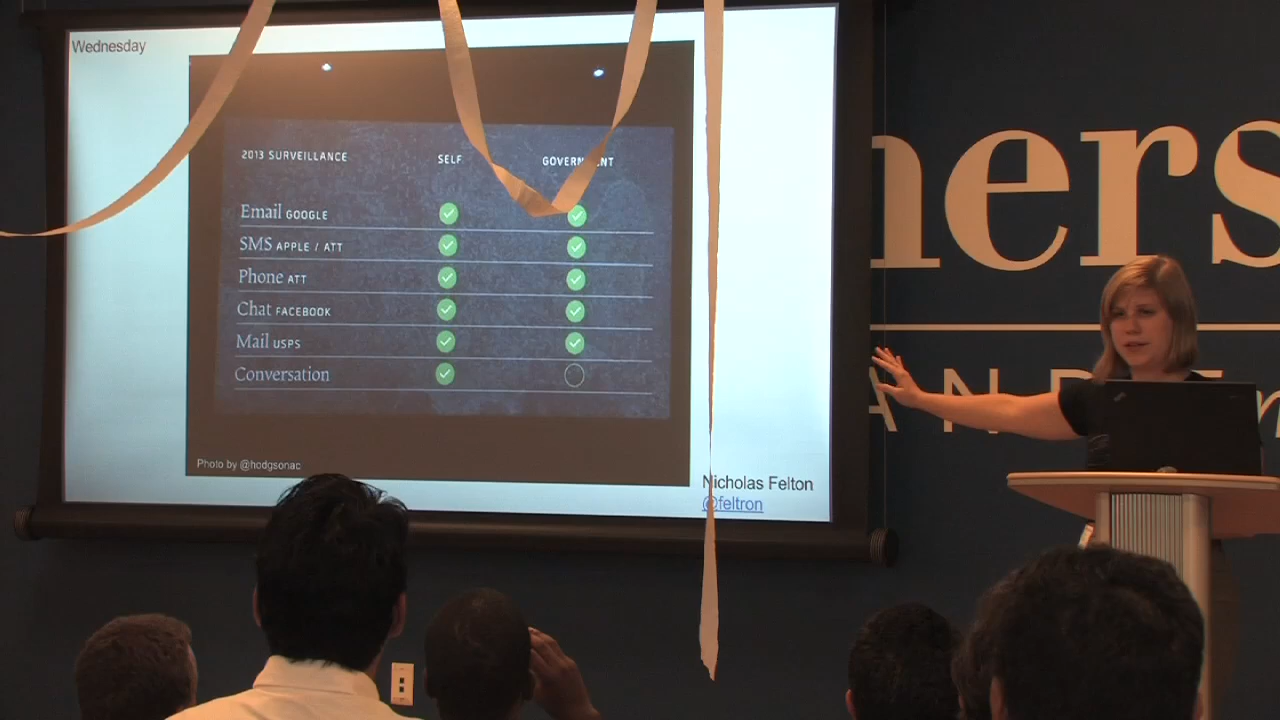 Wednesday
2013 SURVEILLANCE SELF
Email GOOGLE
SMS APPLE / ATT
Phone ATT
Chat FACEBOOK
Mail USPS
Conversation
Photo by @hodgsonac
Nicholas Felton
@feltron